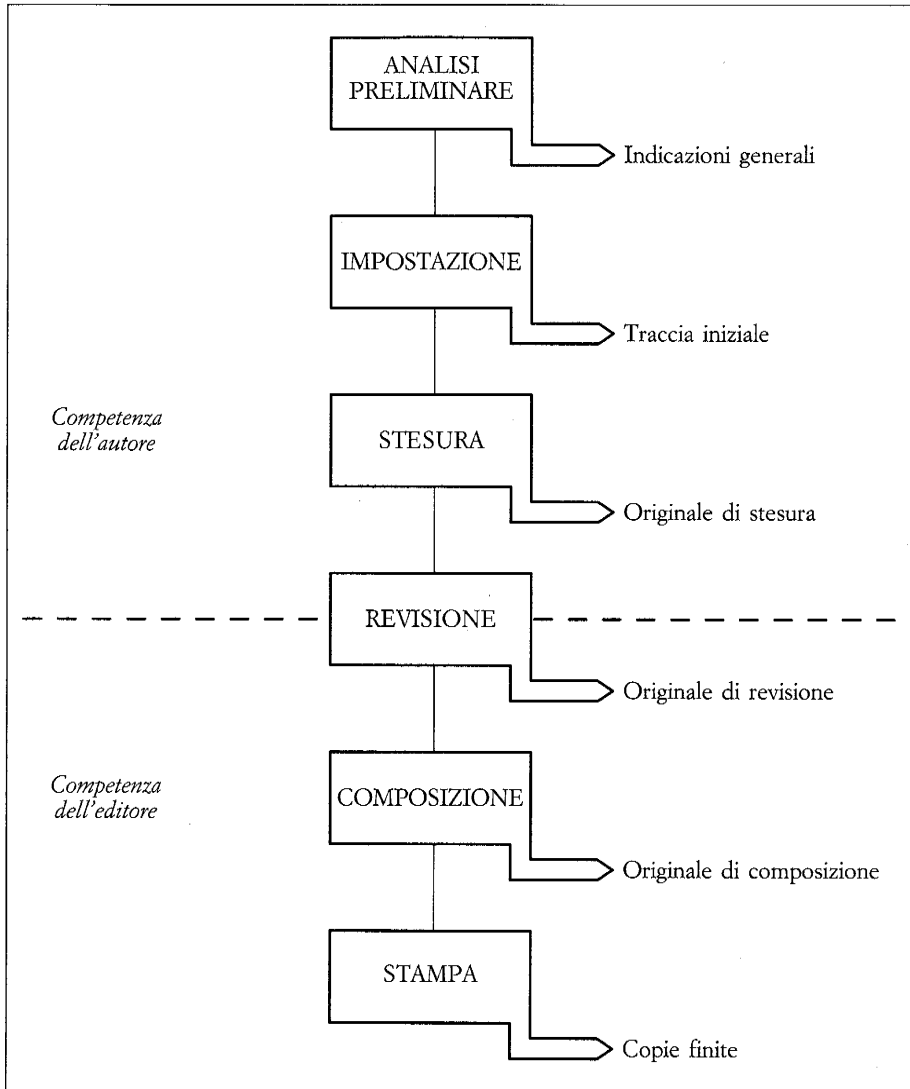 ANALISI
PRELIMINARE
Indicazioni generali
IMPOSTAZIONE
Traccia iniziale
Competenza
dell'autore
STESURA
Originale di stesura
REVISIONE
Originale di revisione
Competenza
dell'editore
COMPOSIZIONE
Originale di composizione
STAMPA
Copie finite